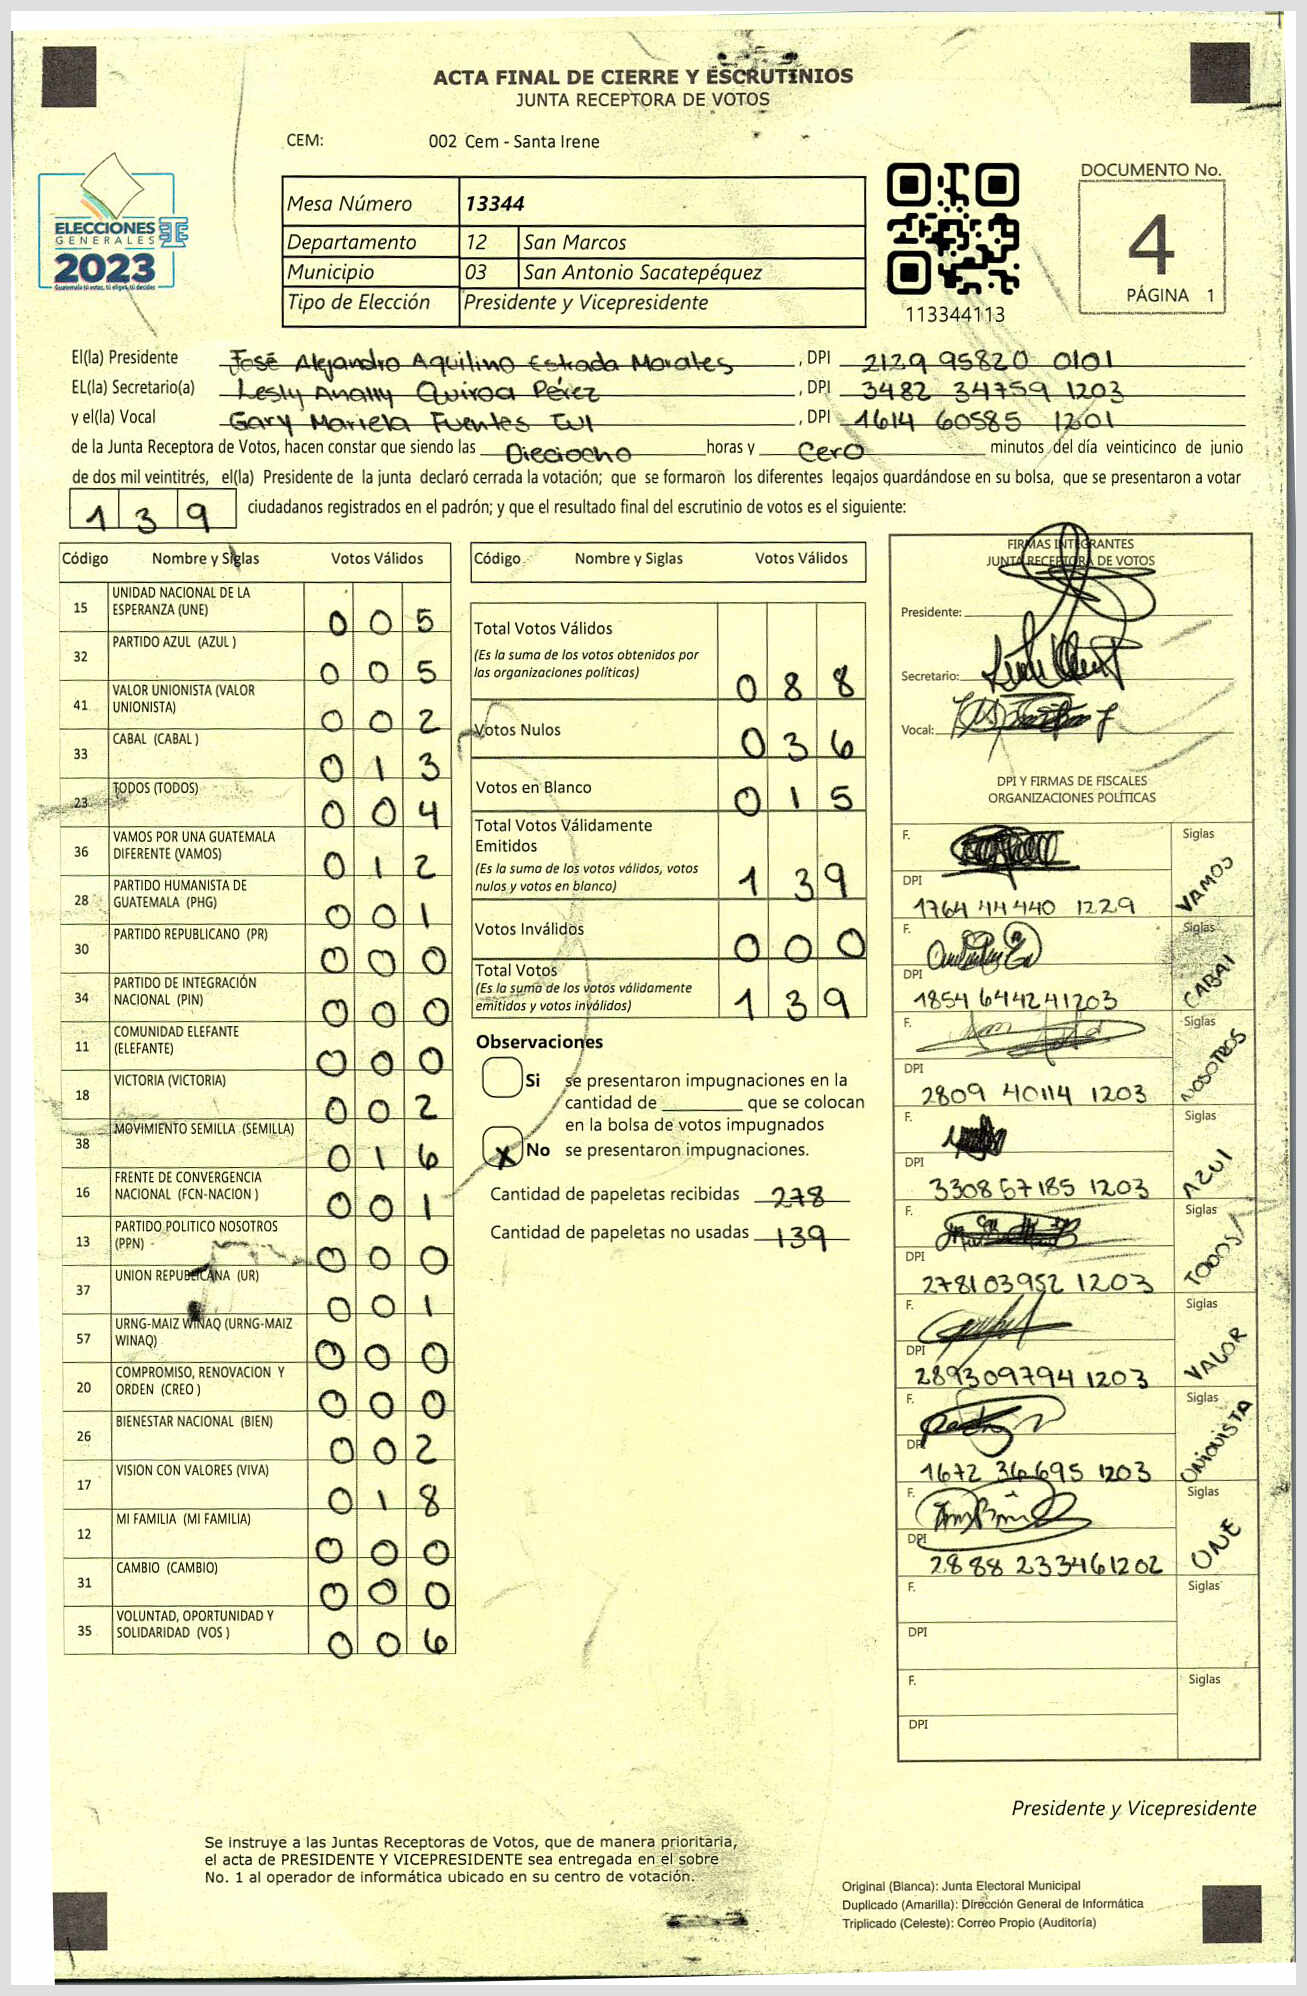 ACTA FINAL DE CIERRE Y ESCRUTINIOS
JUNTA RECEPTORA DE VOTOS
CEM: 002 Cem - Santa Irene
ELECCIONES
GENERALES
2023
Guatemala tú votas, tú eliges, tú decides
Mesa Número 13344
Departamento 12 San Marcos
Municipio 03 San Antonio Sacatepéquez
Tipo de Elección Presidente y Vicepresidente
113344113
DOCUMENTO No.
4
PÁGINA 1
El(la) Presidente José Alejandro Aquilino Estrada Morales, DPI 2129 95820 0101
EL(la) Secretario(a) Lesly Anally Quiroa Pérez, DPI 3482 34759 1203
y el(la) Vocal Gary Mariela Fuentes Tul, DPI 1614 60585 1201
de la Junta Receptora de Votos, hacen constar que siendo las Dieciocho horas y Cero minutos del día veinticinco de junio
de dos mil veintitrés, el(la) Presidente de la junta declaró cerrada la votación; que se formaron los diferentes legajos guardándose en su bolsa, que se presentaron a votar
1 3 9 ciudadanos registrados en el padrón; y que el resultado final del escrutinio de votos es el siguiente:
Código Nombre y Siglas Votos Válidos
15 UNIDAD NACIONAL DE LA ESPERANZA (UNE) 0 0 5
32 PARTIDO AZUL (AZUL ) 0 0 5
41 VALOR UNIONISTA (VALOR UNIONISTA) 0 0 2
33 CABAL (CABAL ) 0 1 3
23 TODOS (TODOS) 0 0 4
36 VAMOS POR UNA GUATEMALA DIFERENTE (VAMOS) 0 1 2
28 PARTIDO HUMANISTA DE GUATEMALA (PHG) 0 0 1
30 PARTIDO REPUBLICANO (PR) 0 0 0
34 PARTIDO DE INTEGRACIÓN NACIONAL (PIN) 0 0 0
11 COMUNIDAD ELEFANTE (ELEFANTE) 0 0 0
18 VICTORIA (VICTORIA) 0 0 2
38 MOVIMIENTO SEMILLA (SEMILLA) 0 1 6
16 FRENTE DE CONVERGENCIA NACIONAL (FCN-NACION ) 0 0 1
13 PARTIDO POLITICO NOSOTROS (PPN) 0 0 0
37 UNION REPUBLICANA (UR) 0 0 1
57 URNG-MAIZ WINAQ (URNG-MAIZ WINAQ) 0 0 0
20 COMPROMISO, RENOVACION Y ORDEN (CREO ) 0 0 0
26 BIENESTAR NACIONAL (BIEN) 0 0 2
17 VISION CON VALORES (VIVA) 0 1 8
12 MI FAMILIA (MI FAMILIA) 0 0 0
31 CAMBIO (CAMBIO) 0 0 0
35 VOLUNTAD, OPORTUNIDAD Y SOLIDARIDAD (VOS ) 0 0 6
Código Nombre y Siglas Votos Válidos
Total Votos Válidos
(Es la suma de los votos obtenidos por
las organizaciones políticas) 0 8 8
Votos Nulos 0 3 6
Votos en Blanco 0 1 5
Total Votos Válidamente
Emitidos
(Es la suma de los votos válidos, votos
nulos y votos en blanco) 1 3 9
Votos Inválidos 0 0 0
Total Votos
(Es la suma de los votos válidamente
emitidos y votos inválidos) 1 3 9
Observaciones
Si se presentaron impugnaciones en la
cantidad de ________ que se colocan
en la bolsa de votos impugnados
X No se presentaron impugnaciones.
Cantidad de papeletas recibidas 278
Cantidad de papeletas no usadas 139
FIRMAS INTEGRANTES
JUNTA RECEPTORA DE VOTOS
Presidente:
Secretario:
Vocal:
DPI Y FIRMAS DE FISCALES
ORGANIZACIONES POLÍTICAS
F. Siglas VAMOS
DPI 1764 44 440 1229
F. Siglas CABAL
DPI 1854 64424 1203
F. Siglas NOSOTROS
DPI 2809 40114 1203
F. Siglas AZUL
DPI 3308 57185 1203
F. Siglas TODOS
DPI 2781 03952 1203
F. Siglas VALOR
DPI 2893 09794 1203
F. Siglas UNIONISTA
DPI 1672 36695 1203
F. Siglas UNE
DPI 2888 23346 1202
F. Siglas
DPI
F. Siglas
DPI
Presidente y Vicepresidente
Se instruye a las Juntas Receptoras de Votos, que de manera prioritaria,
el acta de PRESIDENTE Y VICEPRESIDENTE sea entregada en el sobre
No. 1 al operador de informática ubicado en su centro de votación.
Original (Blanca): Junta Electoral Municipal
Duplicado (Amarilla): Dirección General de Informática
Triplicado (Celeste): Correo Propio (Auditoría)